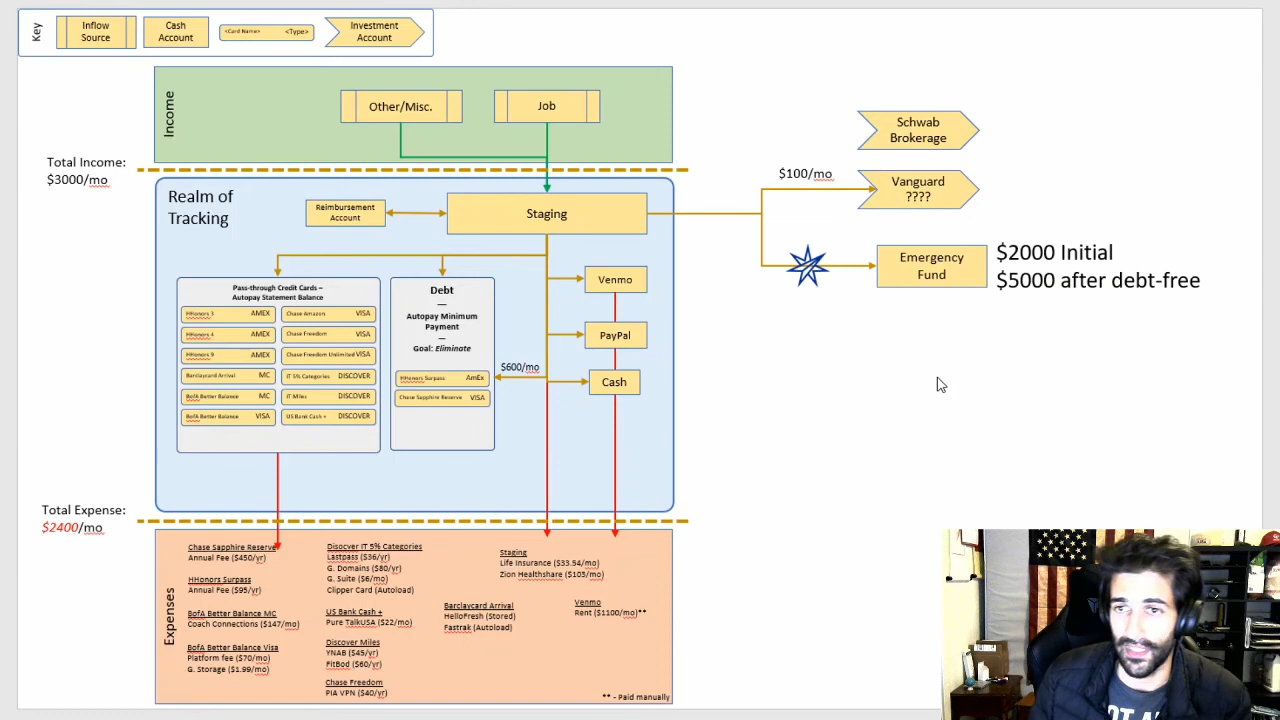 Key
Inflow
Source
Cash
Account
<Card Name> <Type>
Investment
Account
Income
Other/Misc.
Job
Total Income:
$3000/mo
Realm of
Tracking
Reimbursement
Account
Staging
Schwab
Brokerage
$100/mo
Vanguard
????
Emergency
Fund
$2000 Initial
$5000 after debt-free
Pass-through Credit Cards –
Autopay Statement Balance
HHonors 3 AMEX
Chase Amazon VISA
HHonors 4 AMEX
Chase Freedom VISA
HHonors 9 AMEX
Chase Freedom Unlimited VISA
Barclaycard Arrival MC
IT 5% Categories DISCOVER
BofA Better Balance MC
IT Miles DISCOVER
BofA Better Balance VISA
US Bank Cash + DISCOVER
Debt
—
Autopay Minimum
Payment
—
Goal: Eliminate
HHonors Surpass AmEx
Chase Sapphire Reserve VISA
$600/mo
Venmo
PayPal
Cash
Total Expense:
$2400/mo
Expenses
Chase Sapphire Reserve
Annual Fee ($450/yr)
HHonors Surpass
Annual Fee ($95/yr)
BofA Better Balance MC
Coach Connections ($147/mo)
BofA Better Balance Visa
Platform fee ($70/mo)
G. Storage ($1.99/mo)
Disocver IT 5% Categories
Lastpass ($36/yr)
G. Domains ($80/yr)
G. Suite ($6/mo)
Clipper Card (Autoload)
US Bank Cash +
Pure TalkUSA ($22/mo)
Discover Miles
YNAB ($45/yr)
FitBod ($60/yr)
Chase Freedom
PIA VPN ($40/yr)
Barclaycard Arrival
HelloFresh (Stored)
Fastrak (Autoload)
Staging
Life Insurance ($33.54/mo)
Zion Healthshare ($105/mo)
Venmo
Rent ($1100/mo)**
** - Paid manually